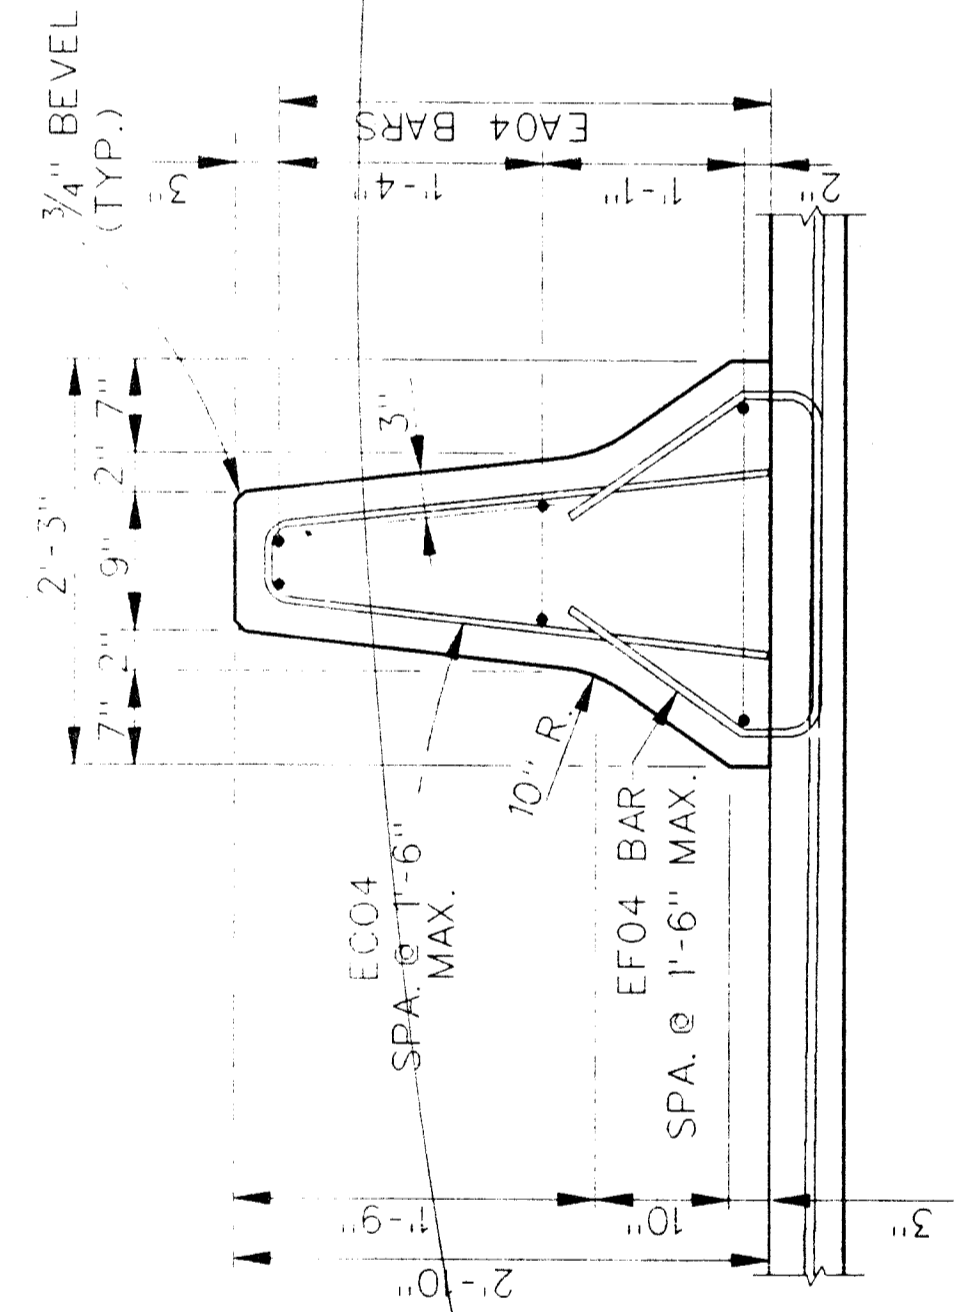 3/4" BEVEL
(TYP.)
3"
1'-4"
1'-1"
2"
EA04 BARS
2'-3"
7"
2"
9"
2"
7"
3"
10" R.
EC04
SPA. @ 1'-6"
MAX.
EF04 BAR
SPA. @ 1'-6" MAX.
1'-9"
10"
3"
2'-10"